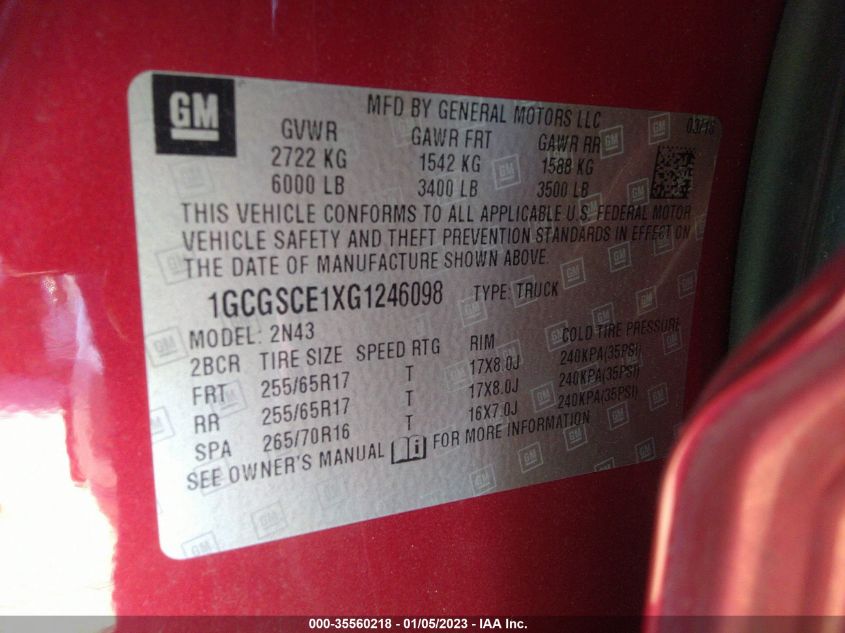 GM
MFD BY GENERAL MOTORS LLC
03/16
GVWR GAWR FRT GAWR RR
2722 KG 1542 KG 1588 KG
6000 LB 3400 LB 3500 LB
THIS VEHICLE CONFORMS TO ALL APPLICABLE U.S. FEDERAL MOTOR
VEHICLE SAFETY AND THEFT PREVENTION STANDARDS IN EFFECT ON
THE DATE OF MANUFACTURE SHOWN ABOVE.
1GCGSCE1XG1246098 TYPE: TRUCK
MODEL: 2N43
2BCR TIRE SIZE SPEED RTG RIM COLD TIRE PRESSURE
FRT 255/65R17 T 17X8.0J 240KPA(35PSI)
RR 255/65R17 T 17X8.0J 240KPA(35PSI)
SPA 265/70R16 T 16X7.0J 240KPA(35PSI)
SEE OWNER'S MANUAL FOR MORE INFORMATION
000-35560218 - 01/05/2023 - IAA Inc.